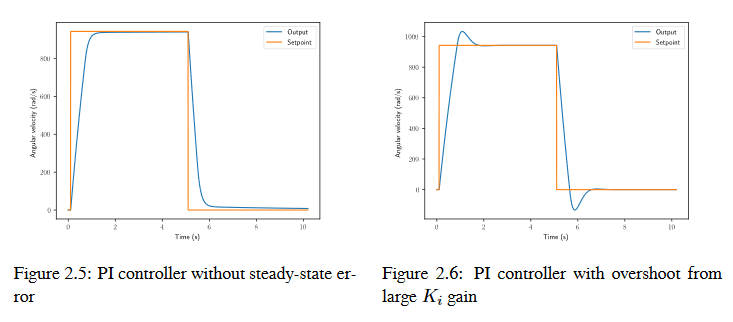 Output
Setpoint
800
600
400
200
0
Angular velocity (rad/s)
0 2 4 6 8 10
Time (s)
Figure 2.5: PI controller without steady-state er-
ror
Output
Setpoint
1000
800
600
400
200
0
Angular velocity (rad/s)
0 2 4 6 8 10
Time (s)
Figure 2.6: PI controller with overshoot from
large Kᵢ gain